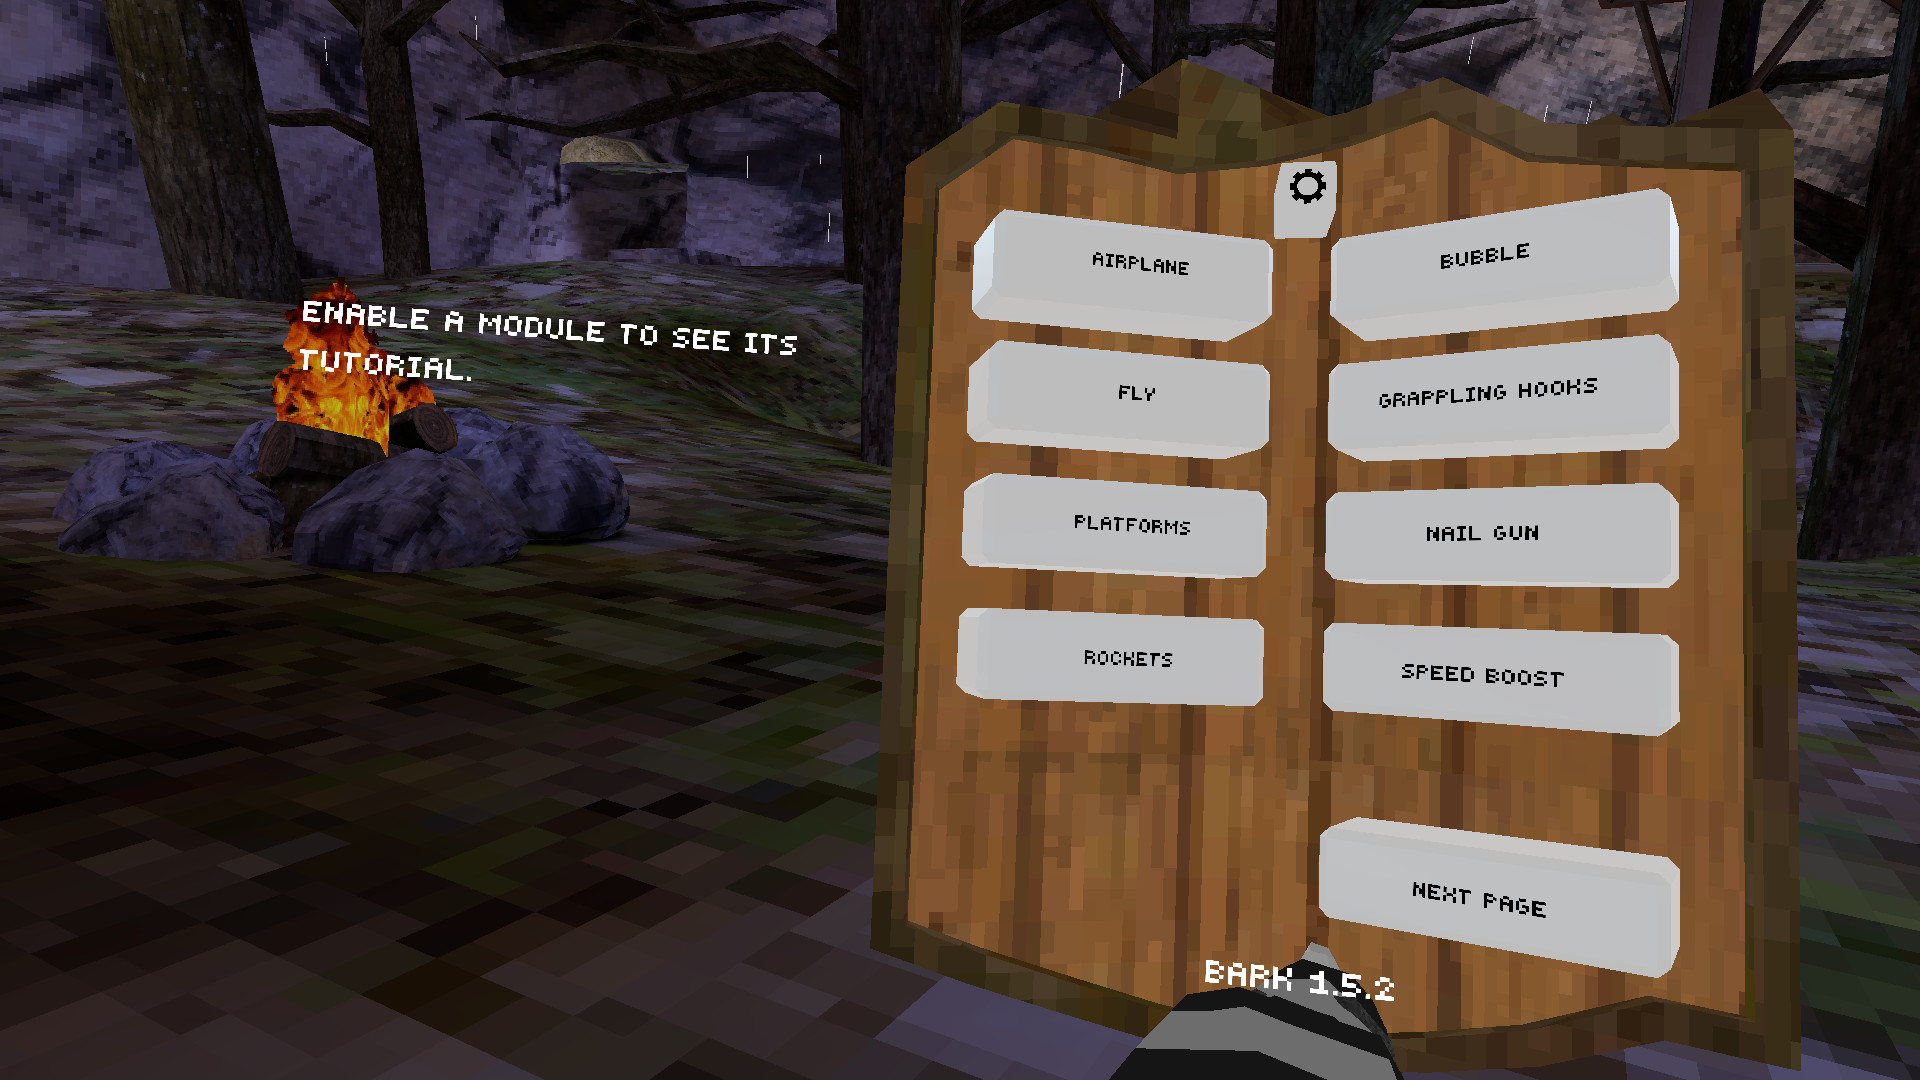 ENABLE A MODULE TO SEE ITS
TUTORIAL.
AIRPLANE
BUBBLE
FLY
GRAPPLING HOOKS
PLATFORMS
NAIL GUN
ROCKETS
SPEED BOOST
NEXT PAGE
BARK 1.5.2